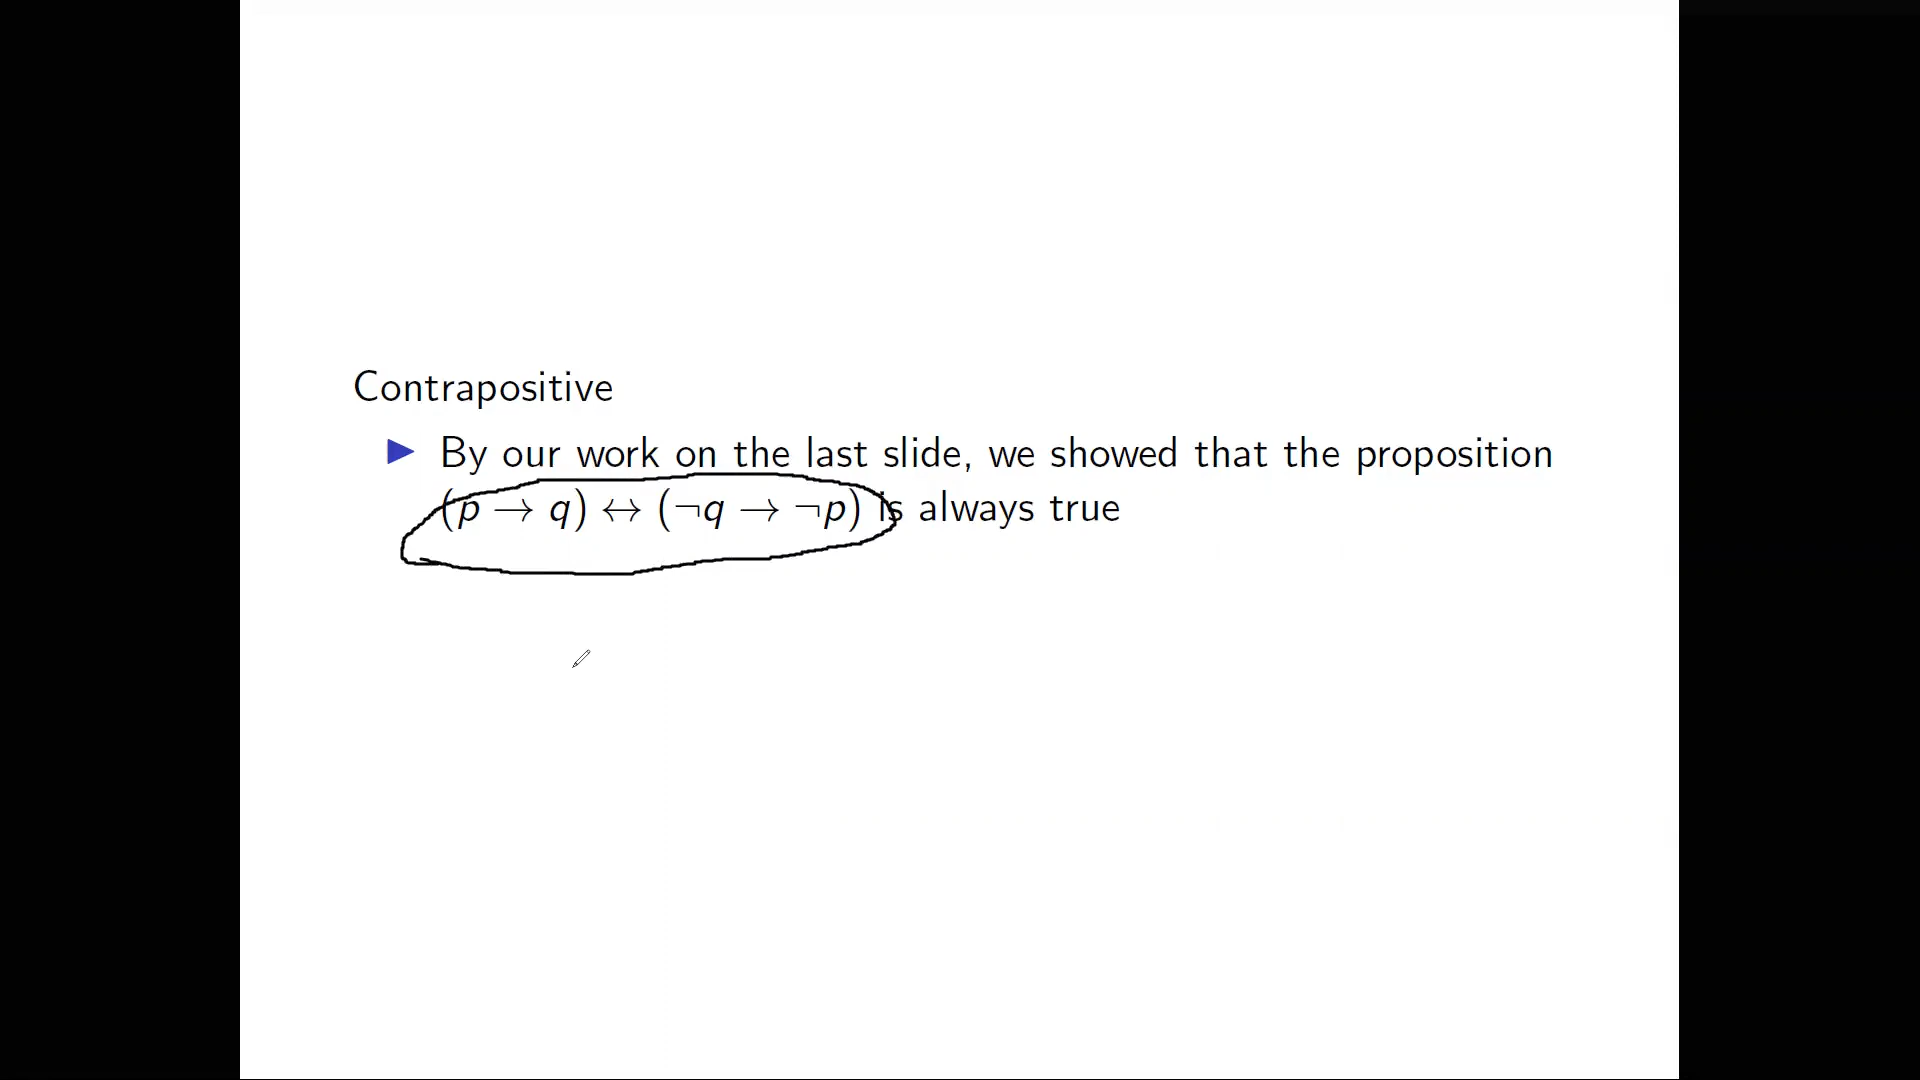 Contrapositive
▶ By our work on the last slide, we showed that the proposition
(p → q) ↔ (¬q → ¬p) is always true